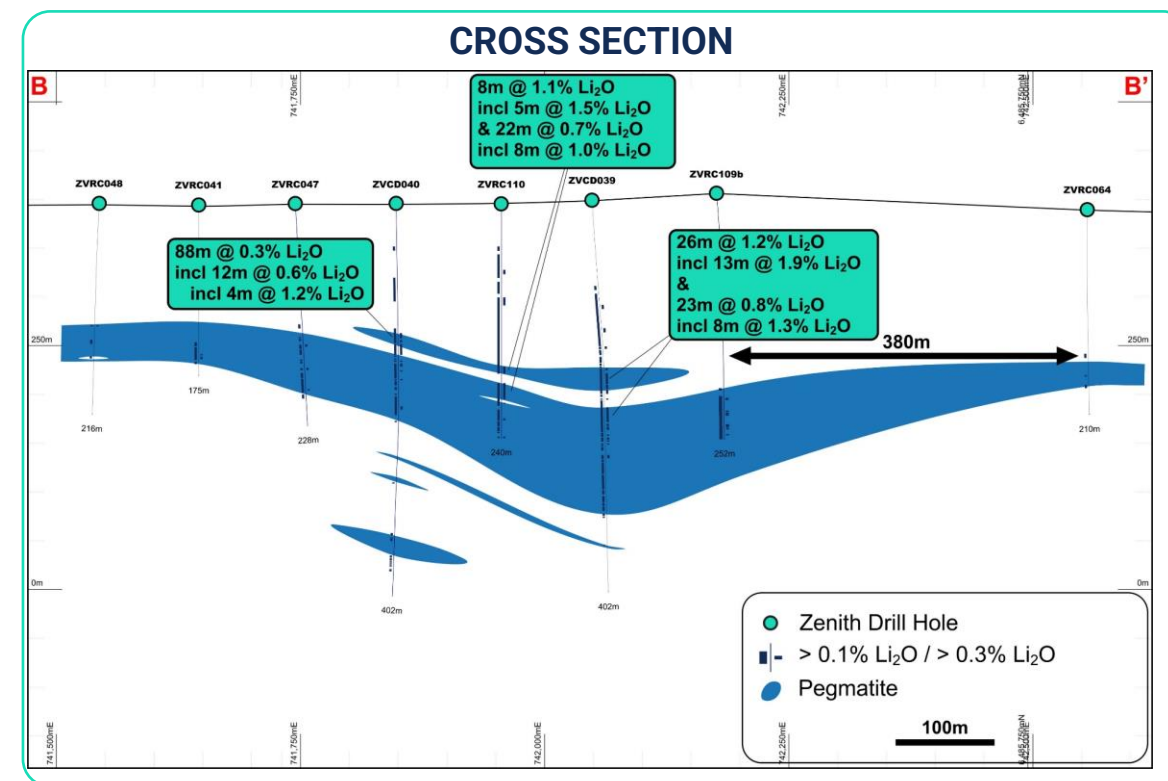 CROSS SECTION
B
B'
741,750mE
742,250mE
8m @ 1.1% Li₂O
incl 5m @ 1.5% Li₂O
& 22m @ 0.7% Li₂O
incl 8m @ 1.0% Li₂O
ZVRC048
ZVRC041
ZVRC047
ZVCD040
ZVRC110
ZVCD039
ZVRC109b
ZVRC064
88m @ 0.3% Li₂O
incl 12m @ 0.6% Li₂O
incl 4m @ 1.2% Li₂O
26m @ 1.2% Li₂O
incl 13m @ 1.9% Li₂O
&
23m @ 0.8% Li₂O
incl 8m @ 1.3% Li₂O
250m
380m
250m
175m
216m
228m
240m
252m
210m
0m
0m
402m
402m
Zenith Drill Hole
> 0.1% Li₂O / > 0.3% Li₂O
Pegmatite
100m
741,500mE
741,750mE
742,000mE
742,250mE